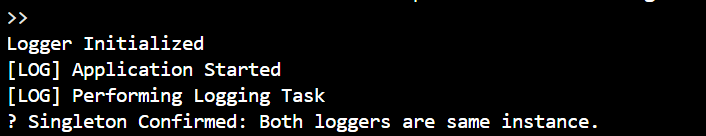 >>
Logger Initialized
[LOG] Application Started
[LOG] Performing Logging Task
? Singleton Confirmed: Both loggers are same instance.